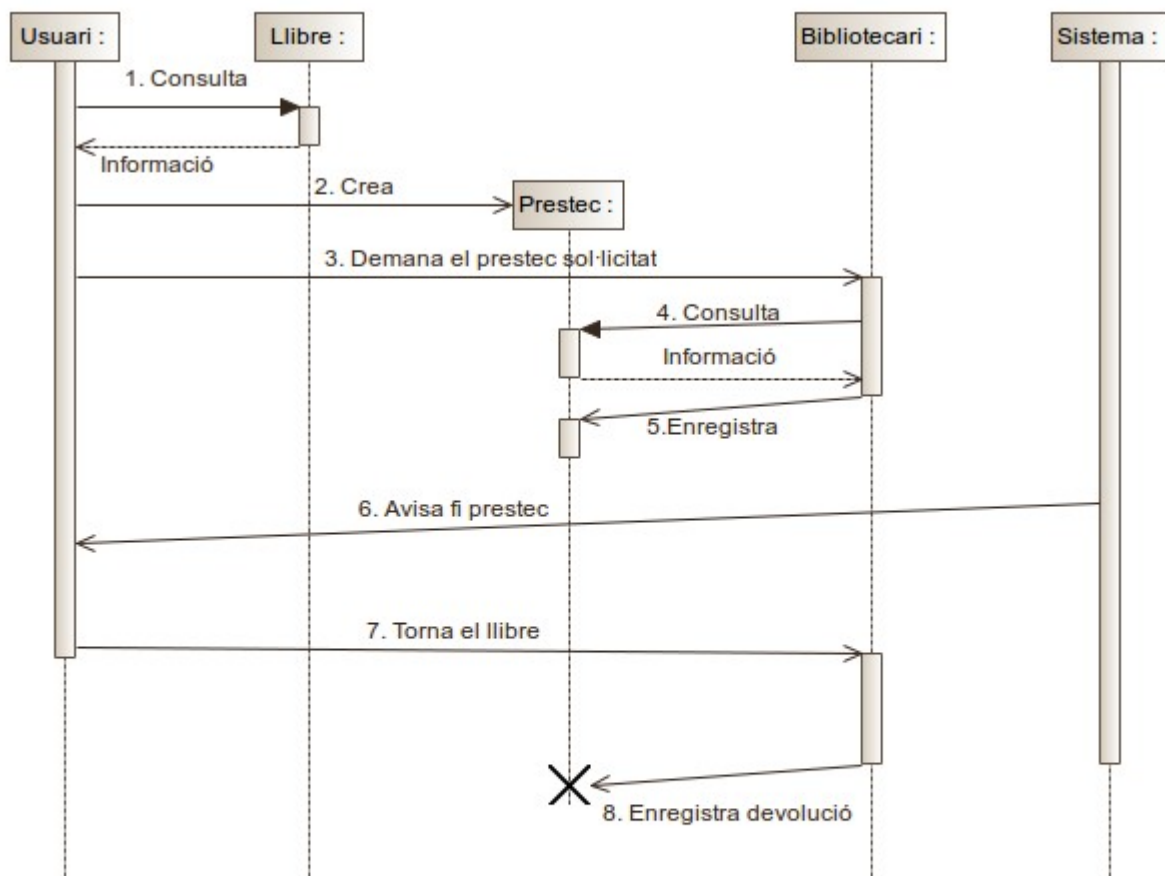 Usuari :
Llibre :
Bibliotecari :
Sistema :
1. Consulta
Informació
2. Crea
Prestec :
3. Demana el prestec sol·licitat
4. Consulta
Informació
5.Enregistra
6. Avisa fi prestec
7. Torna el llibre
8. Enregistra devolució